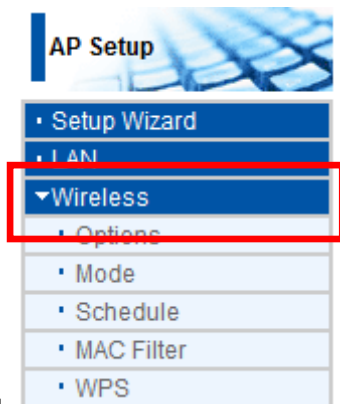 AP Setup
· Setup Wizard
· LAN
▼Wireless
· Options
· Mode
· Schedule
· MAC Filter
· WPS